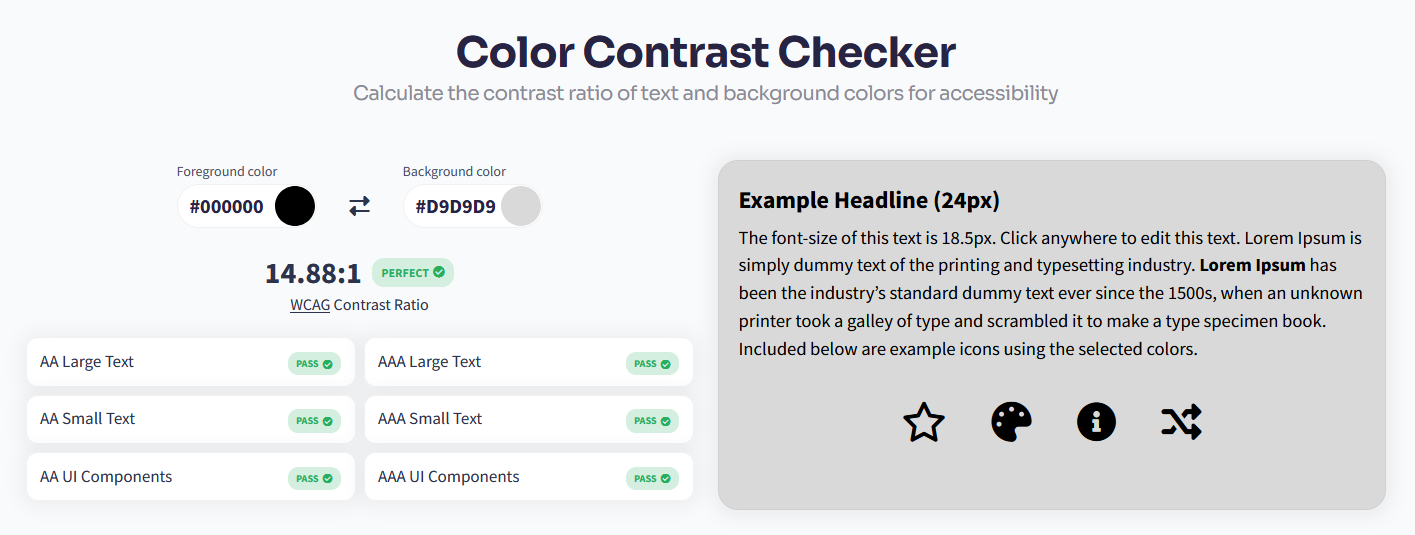 Color Contrast Checker
Calculate the contrast ratio of text and background colors for accessibility
Foreground color
#000000
Background color
#D9D9D9
14.88:1 PERFECT
WCAG Contrast Ratio
AA Large Text PASS
AAA Large Text PASS
AA Small Text PASS
AAA Small Text PASS
AA UI Components PASS
AAA UI Components PASS
Example Headline (24px)
The font-size of this text is 18.5px. Click anywhere to edit this text. Lorem Ipsum is
simply dummy text of the printing and typesetting industry. Lorem Ipsum has
been the industry’s standard dummy text ever since the 1500s, when an unknown
printer took a galley of type and scrambled it to make a type specimen book.
Included below are example icons using the selected colors.